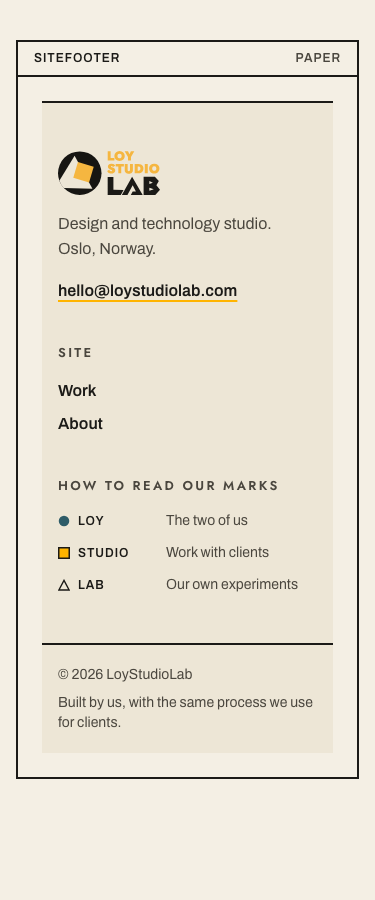 SITEFOOTER PAPER
LOY
STUDIO
LAB
Design and technology studio.
Oslo, Norway.
hello@loystudiolab.com
SITE
Work
About
HOW TO READ OUR MARKS
LOY The two of us
STUDIO Work with clients
LAB Our own experiments
© 2026 LoyStudioLab
Built by us, with the same process we use
for clients.